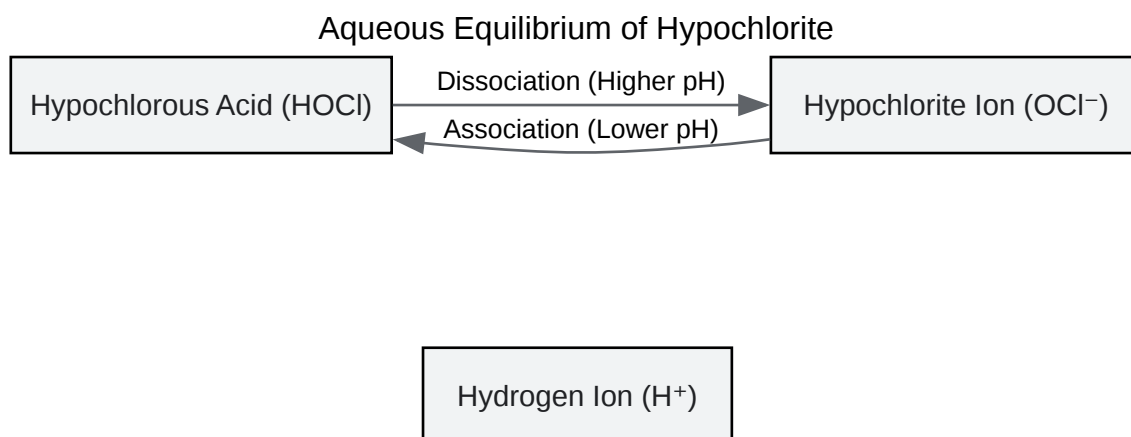 Aqueous Equilibrium of Hypochlorite
Hypochlorous Acid (HOCl)
Dissociation (Higher pH)
Association (Lower pH)
Hypochlorite Ion (OCl⁻)
Hydrogen Ion (H⁺)